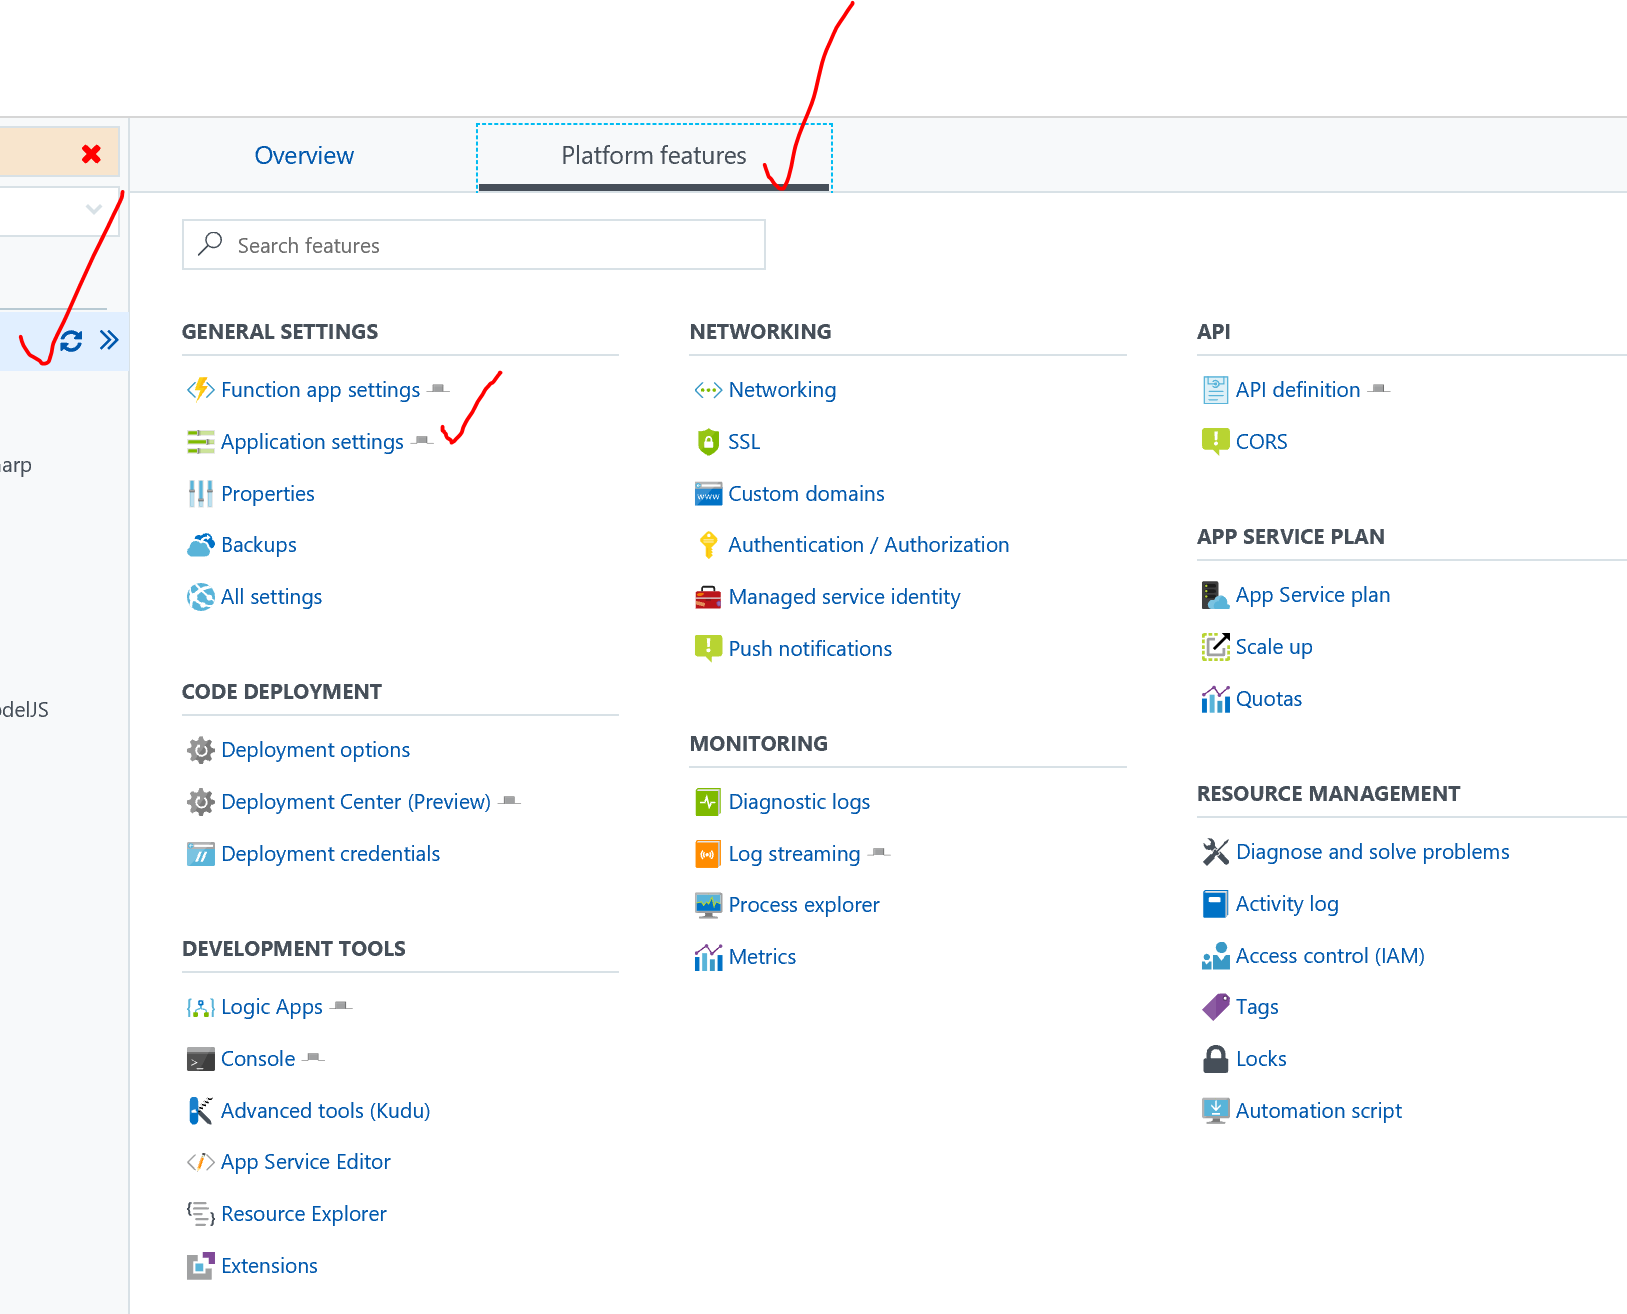 Overview
Platform features
Search features
arp
delJS
GENERAL SETTINGS
Function app settings
Application settings
Properties
Backups
All settings
CODE DEPLOYMENT
Deployment options
Deployment Center (Preview)
Deployment credentials
DEVELOPMENT TOOLS
Logic Apps
Console
Advanced tools (Kudu)
App Service Editor
Resource Explorer
Extensions
NETWORKING
Networking
SSL
Custom domains
Authentication / Authorization
Managed service identity
Push notifications
MONITORING
Diagnostic logs
Log streaming
Process explorer
Metrics
API
API definition
CORS
APP SERVICE PLAN
App Service plan
Scale up
Quotas
RESOURCE MANAGEMENT
Diagnose and solve problems
Activity log
Access control (IAM)
Tags
Locks
Automation script